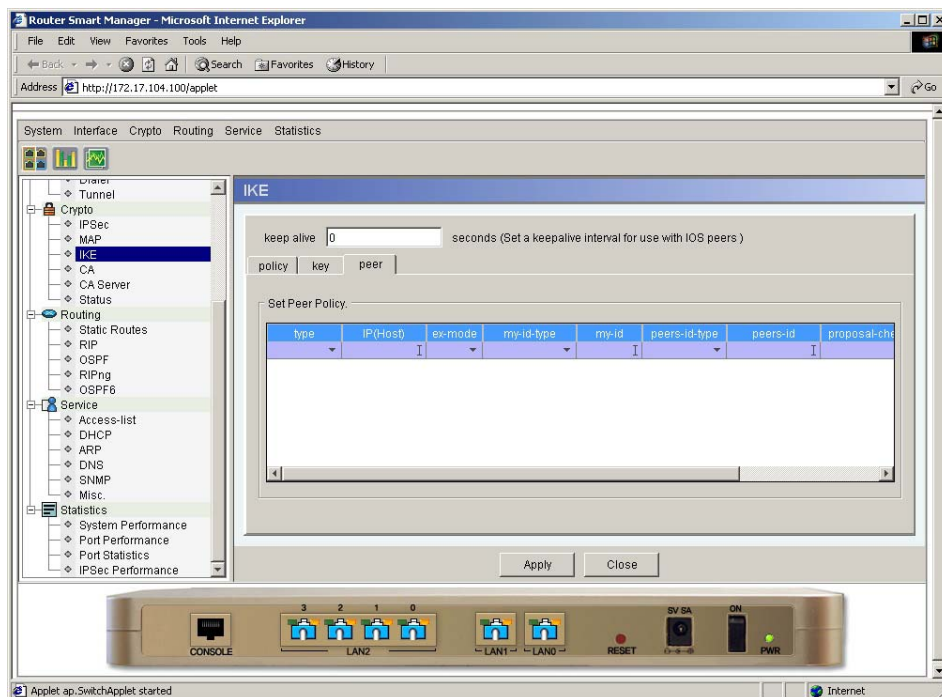 Router Smart Manager - Microsoft Internet Explorer
File Edit View Favorites Tools Help
Back Search Favorites History
Address http://172.17.104.100/applet Go
System Interface Crypto Routing Service Statistics
Dialer
Tunnel
Crypto
IPSec
MAP
IKE
CA
CA Server
Status
Routing
Static Routes
RIP
OSPF
RIPng
OSPF6
Service
Access-list
DHCP
ARP
DNS
SNMP
Misc.
Statistics
System Performance
Port Performance
Port Statistics
IPSec Performance
IKE
keep alive 0 seconds (Set a keepalive interval for use with IOS peers )
policy key peer
Set Peer Policy.
type IP(Host) ex-mode my-id-type my-id peers-id-type peers-id proposal-che
Apply Close
3 2 1 0
CONSOLE
LAN2
LAN1 LAN0
RESET
5V 5A
ON
PWR
Applet ap.SwitchApplet started
Internet